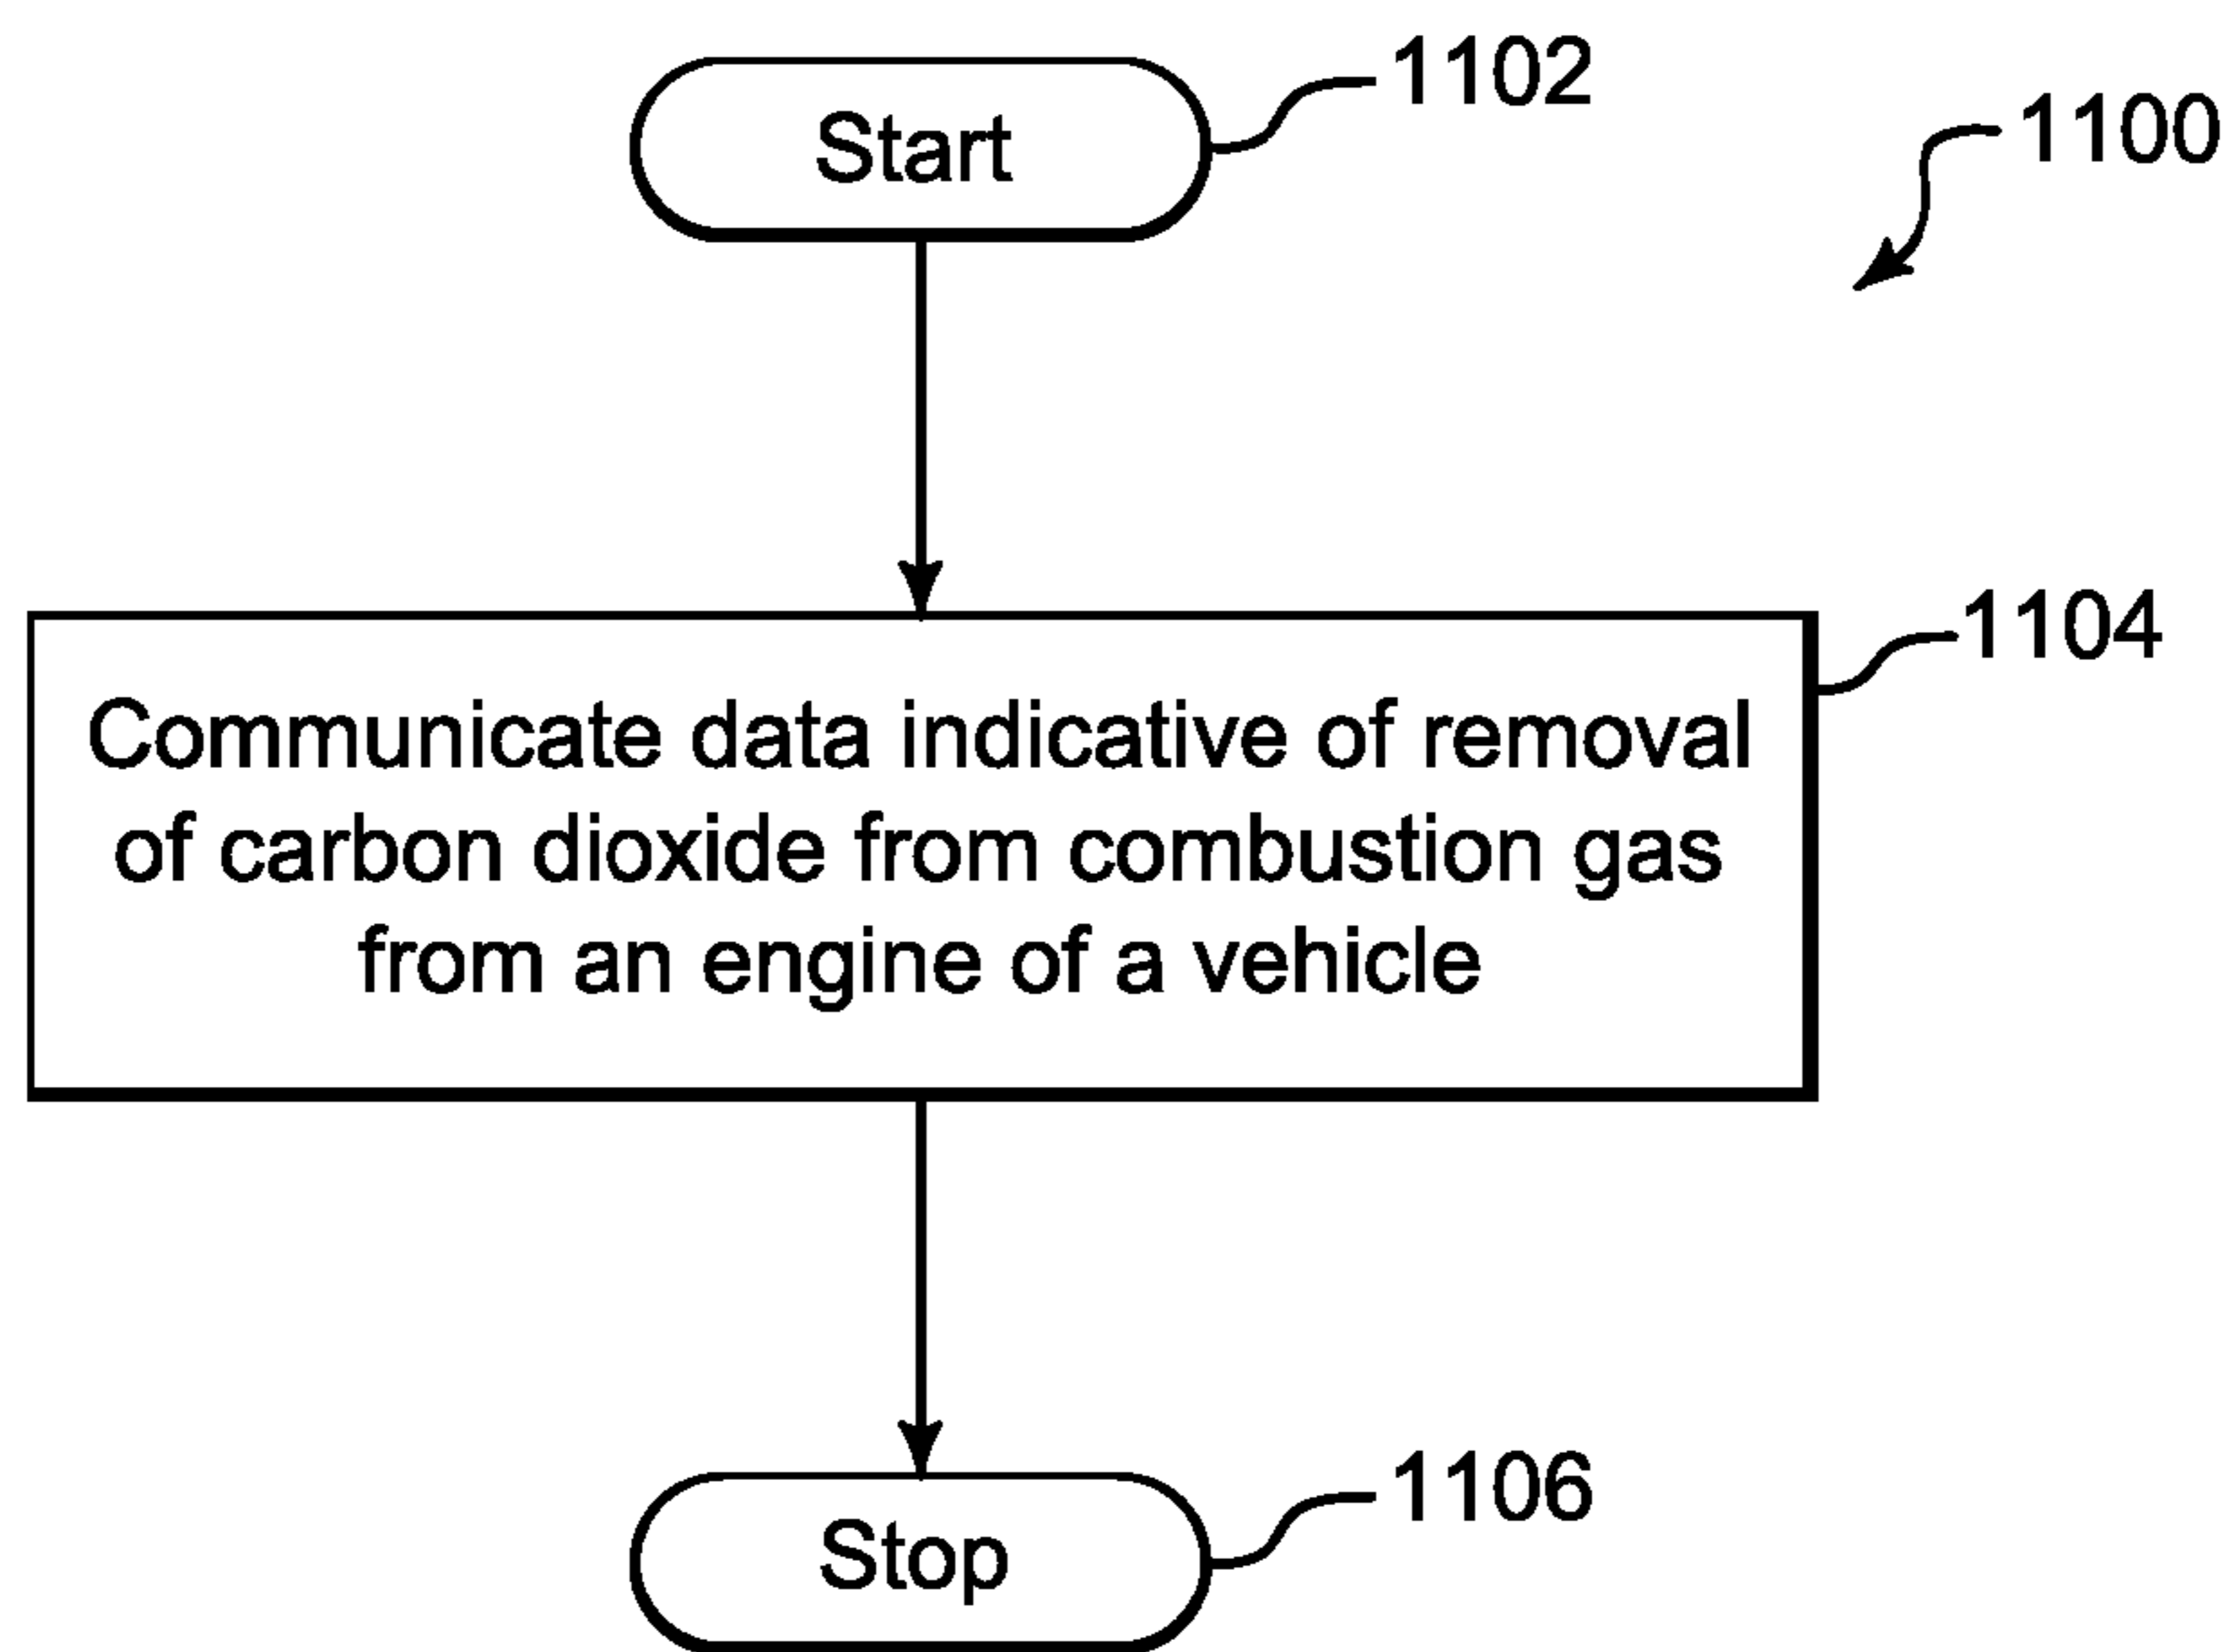 Start
1102
1100
1104
Communicate data indicative of removal
of carbon dioxide from combustion gas
from an engine of a vehicle
Stop
1106